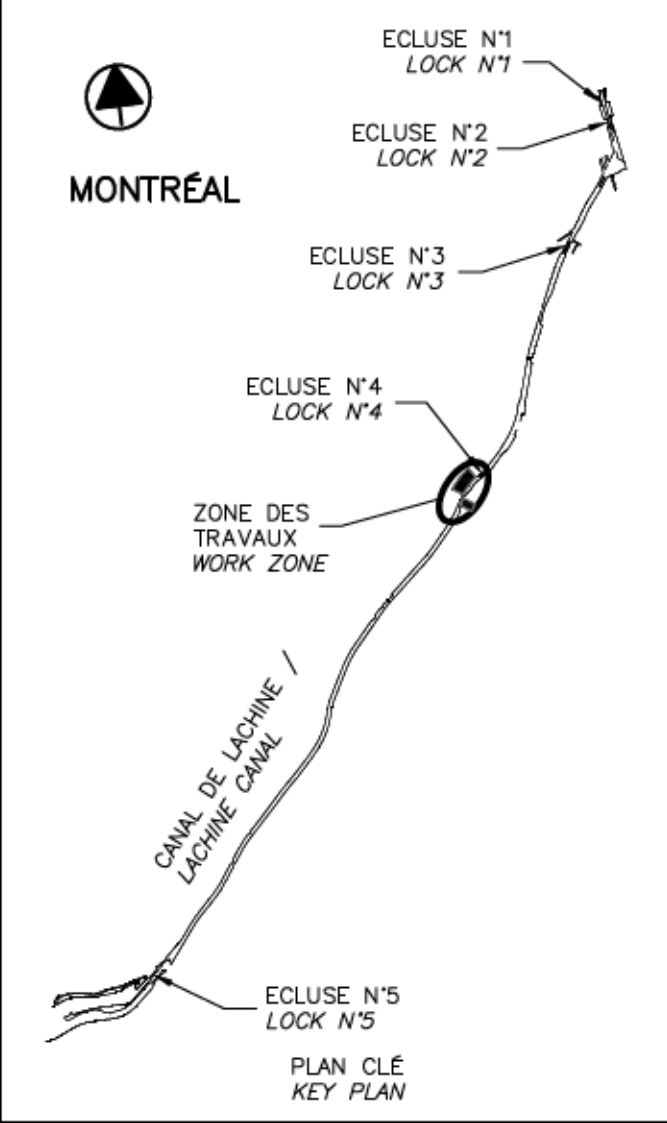 ECLUSE N°1
LOCK N°1
ECLUSE N°2
LOCK N°2
MONTRÉAL
ECLUSE N°3
LOCK N°3
ECLUSE N°4
LOCK N°4
ZONE DES
TRAVAUX
WORK ZONE
CANAL DE LACHINE /
LACHINE CANAL
ECLUSE N°5
LOCK N°5
PLAN CLÉ
KEY PLAN